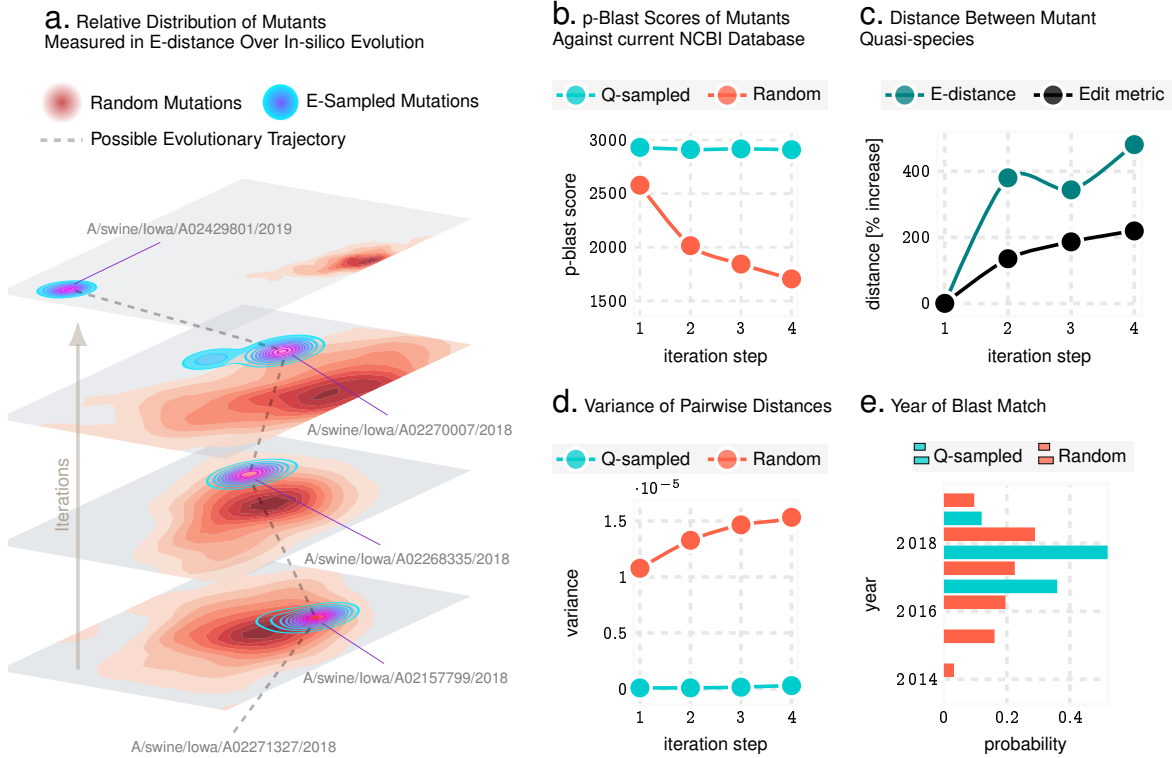 a. Relative Distribution of Mutants
Measured in E-distance Over In-silico Evolution
Random Mutations
E-Sampled Mutations
Possible Evolutionary Trajectory
A/swine/Iowa/A02429801/2019
A/swine/Iowa/A02270007/2018
A/swine/Iowa/A02268335/2018
A/swine/Iowa/A02157799/2018
A/swine/Iowa/A02271327/2018
Iterations
b. p-Blast Scores of Mutants
Against current NCBI Database
Q-sampled Random
3000
2500
2000
1500
p-blast score
1 2 3 4
iteration step
c. Distance Between Mutant
Quasi-species
E-distance Edit metric
400
200
0
distance [% increase]
1 2 3 4
iteration step
d. Variance of Pairwise Distances
Q-sampled Random
·10⁻⁵
1.5
1
0.5
0
variance
1 2 3 4
iteration step
e. Year of Blast Match
Q-sampled Random
2018
2016
2014
year
0 0.2 0.4
probability